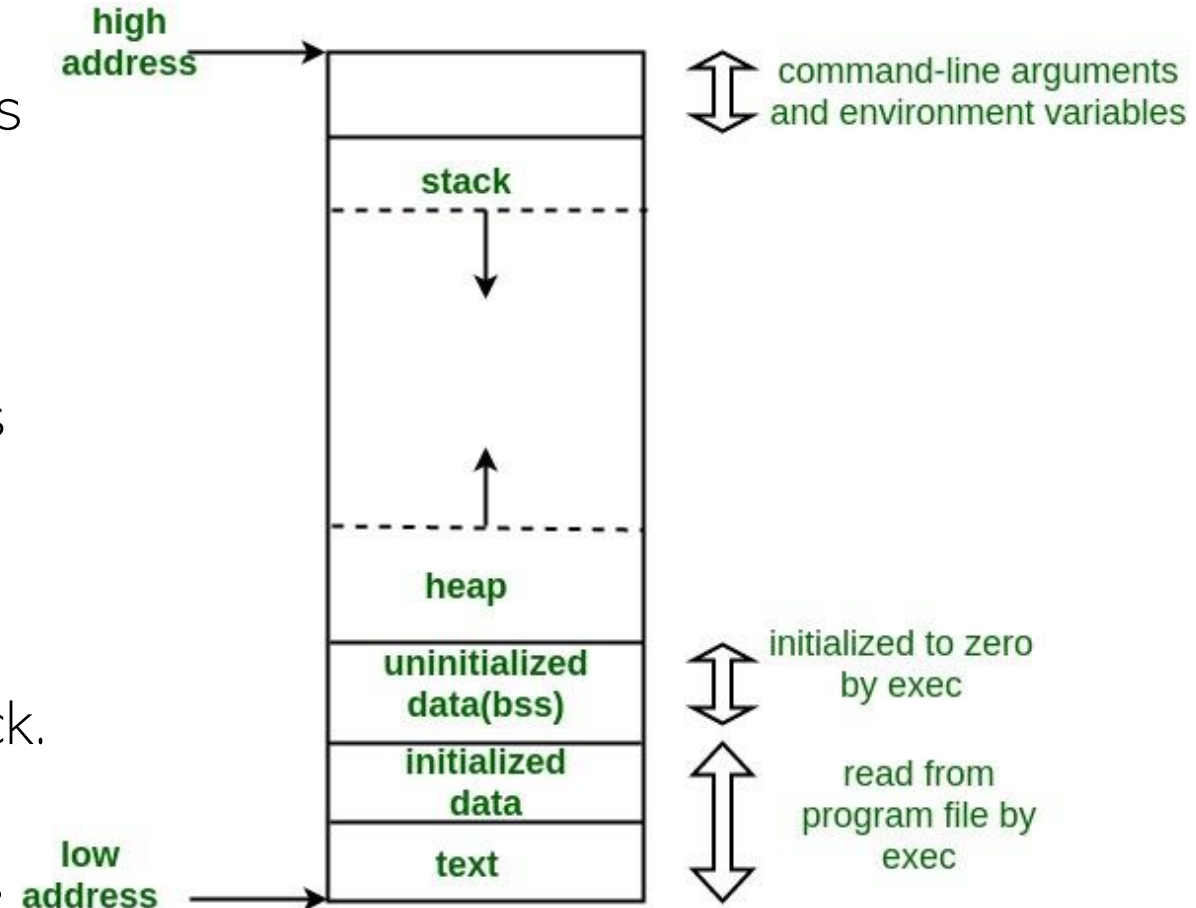 high
address
command-line arguments
and environment variables
s
stack
s
heap
uninitialized
data(bss)
initialized to zero
by exec
ck.
initialized
data
read from
program file by
exec
text
low
address